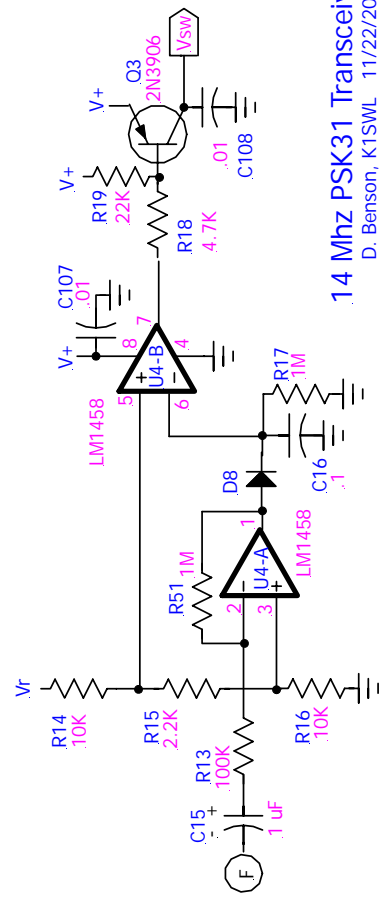 F
C15
+
-
1 uF
R13
100K
Vr
R14
10K
R15
2.2K
R16
10K
R51
1M
2
3
-
+
U4-A
1
LM1458
D8
C16
.1
R17
1M
LM1458
5
6
+
-
U4-B
8
4
7
V+
C107
.01
R18
4.7K
V+
R19
22K
V+
Q3
2N3906
.01
C108
Vsw
14 Mhz PSK31 Transcei
D. Benson, K1SWL 11/22/20